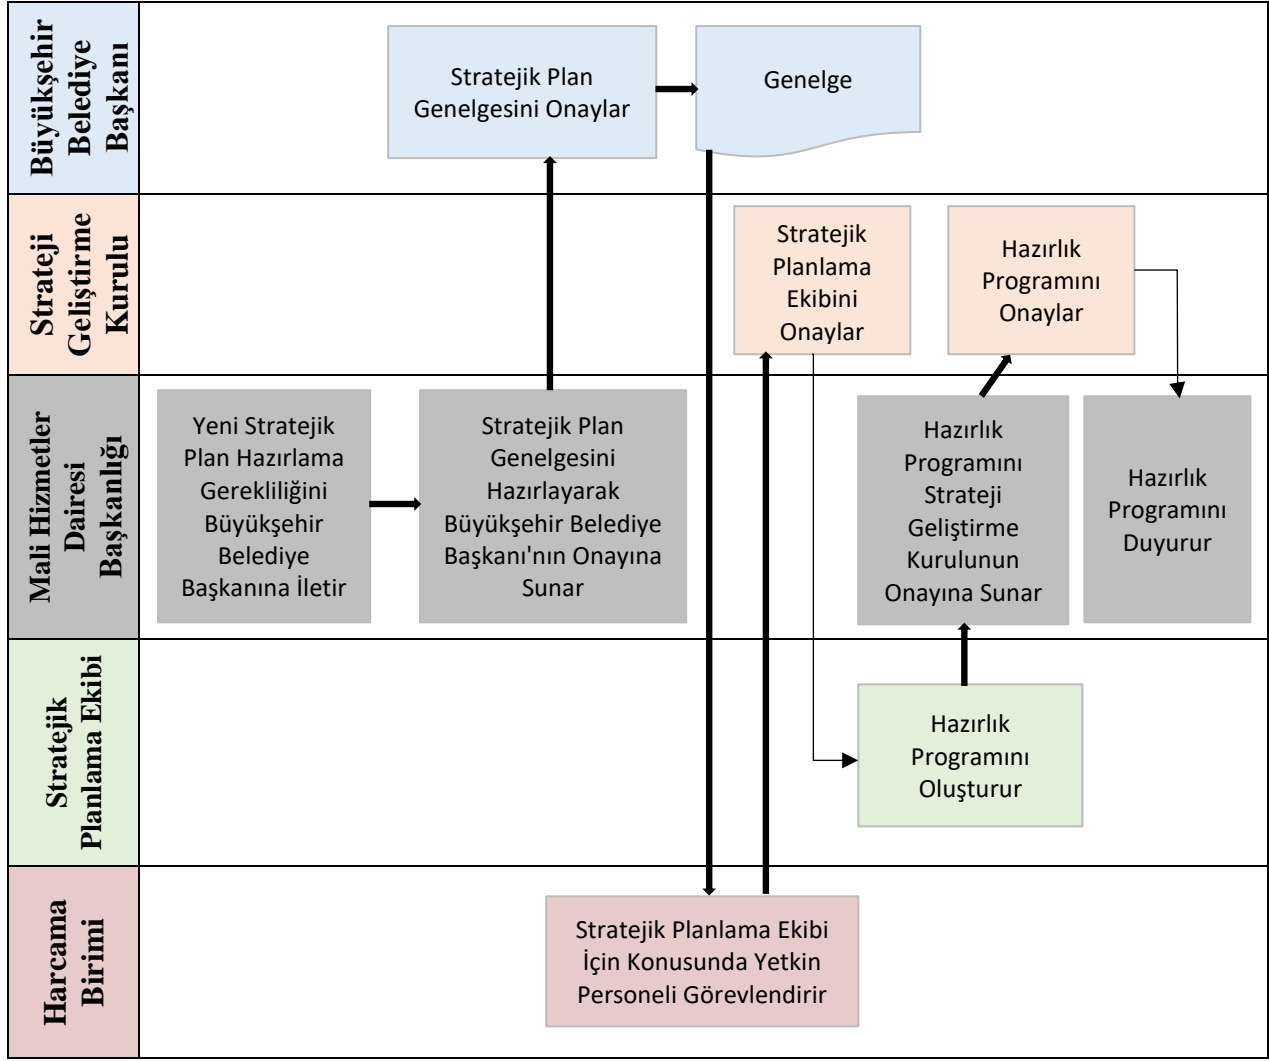 Büyükşehir
Belediye
Başkanı
Stratejik Plan
Genelgesini Onaylar
Genelge
Strateji
Geliştirme
Kurulu
Stratejik
Planlama
Ekibini
Onaylar
Hazırlık
Programını
Onaylar
Mali Hizmetler
Dairesi
Başkanlığı
Yeni Stratejik
Plan Hazırlama
Gerekliliğini
Büyükşehir
Belediye
Başkanına İletir
Stratejik Plan
Genelgesini
Hazırlayarak
Büyükşehir Belediye
Başkanı'nın Onayına
Sunar
Hazırlık
Programını
Strateji
Geliştirme
Kurulunun
Onayına Sunar
Hazırlık
Programını
Duyurur
Stratejik
Planlama Ekibi
Hazırlık
Programını
Oluşturur
Harcama
Birimi
Stratejik Planlama Ekibi
İçin Konusunda Yetkin
Personeli Görevlendirir